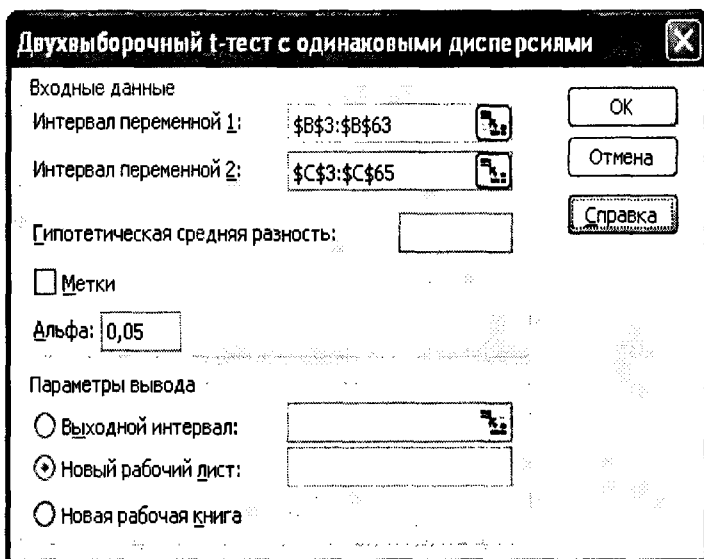 Двухвыборочный t-тест с одинаковыми дисперсиями
Входные данные
Интервал переменной 1: $B$3:$B$63
Интервал переменной 2: $C$3:$C$65
Гипотетическая средняя разность:
Метки
Альфа: 0,05
Параметры вывода
Выходной интервал:
Новый рабочий лист:
Новая рабочая книга
ОК
Отмена
Справка